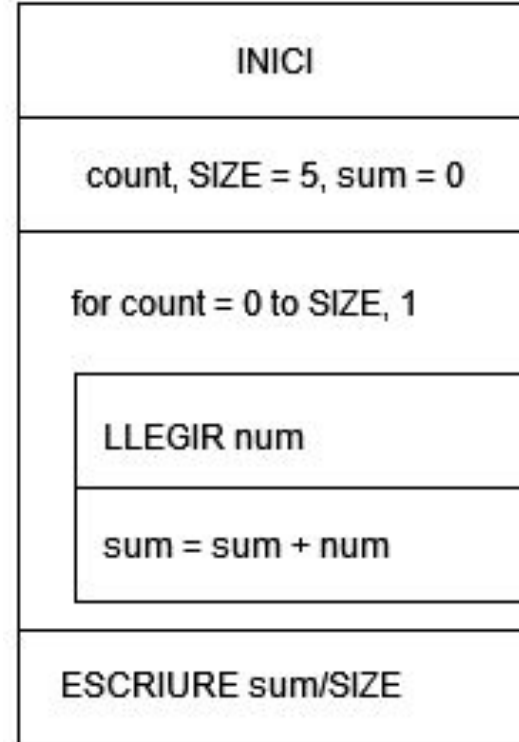 INICI
count, SIZE = 5, sum = 0
for count = 0 to SIZE, 1
LLEGIR num
sum = sum + num
ESCRIURE sum/SIZE